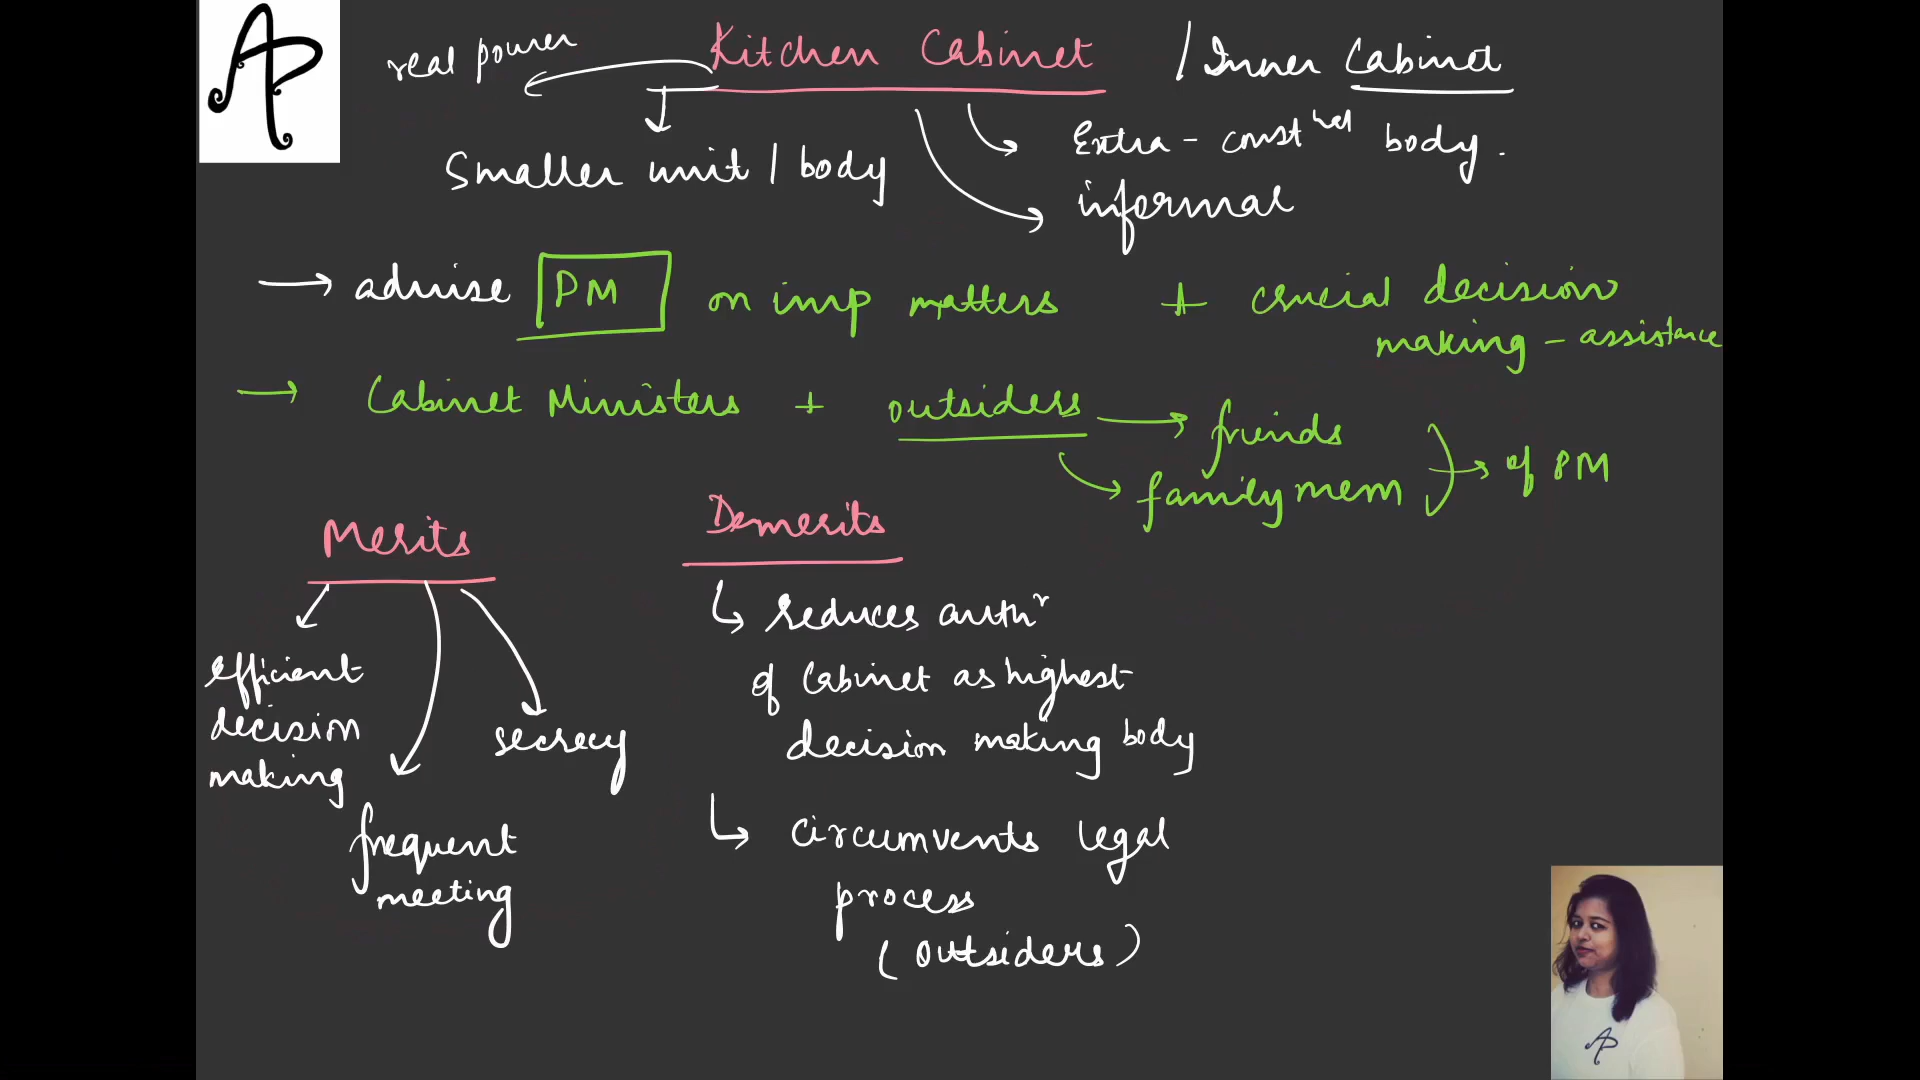 AP
real power
Kitchen Cabinet / Inner Cabinet
Smaller unit / body
Extra-const^nal body.
informal
→ advise PM on imp matters + crucial decision
making - assistance
→ Cabinet Ministers + outsiders → friends
family mem → of PM
Merits
Demerits
efficient
decision
making
frequent
meeting
secrecy
reduces auth^r
of Cabinet as highest
decision making body
circumvents legal
process
(outsiders)
AP